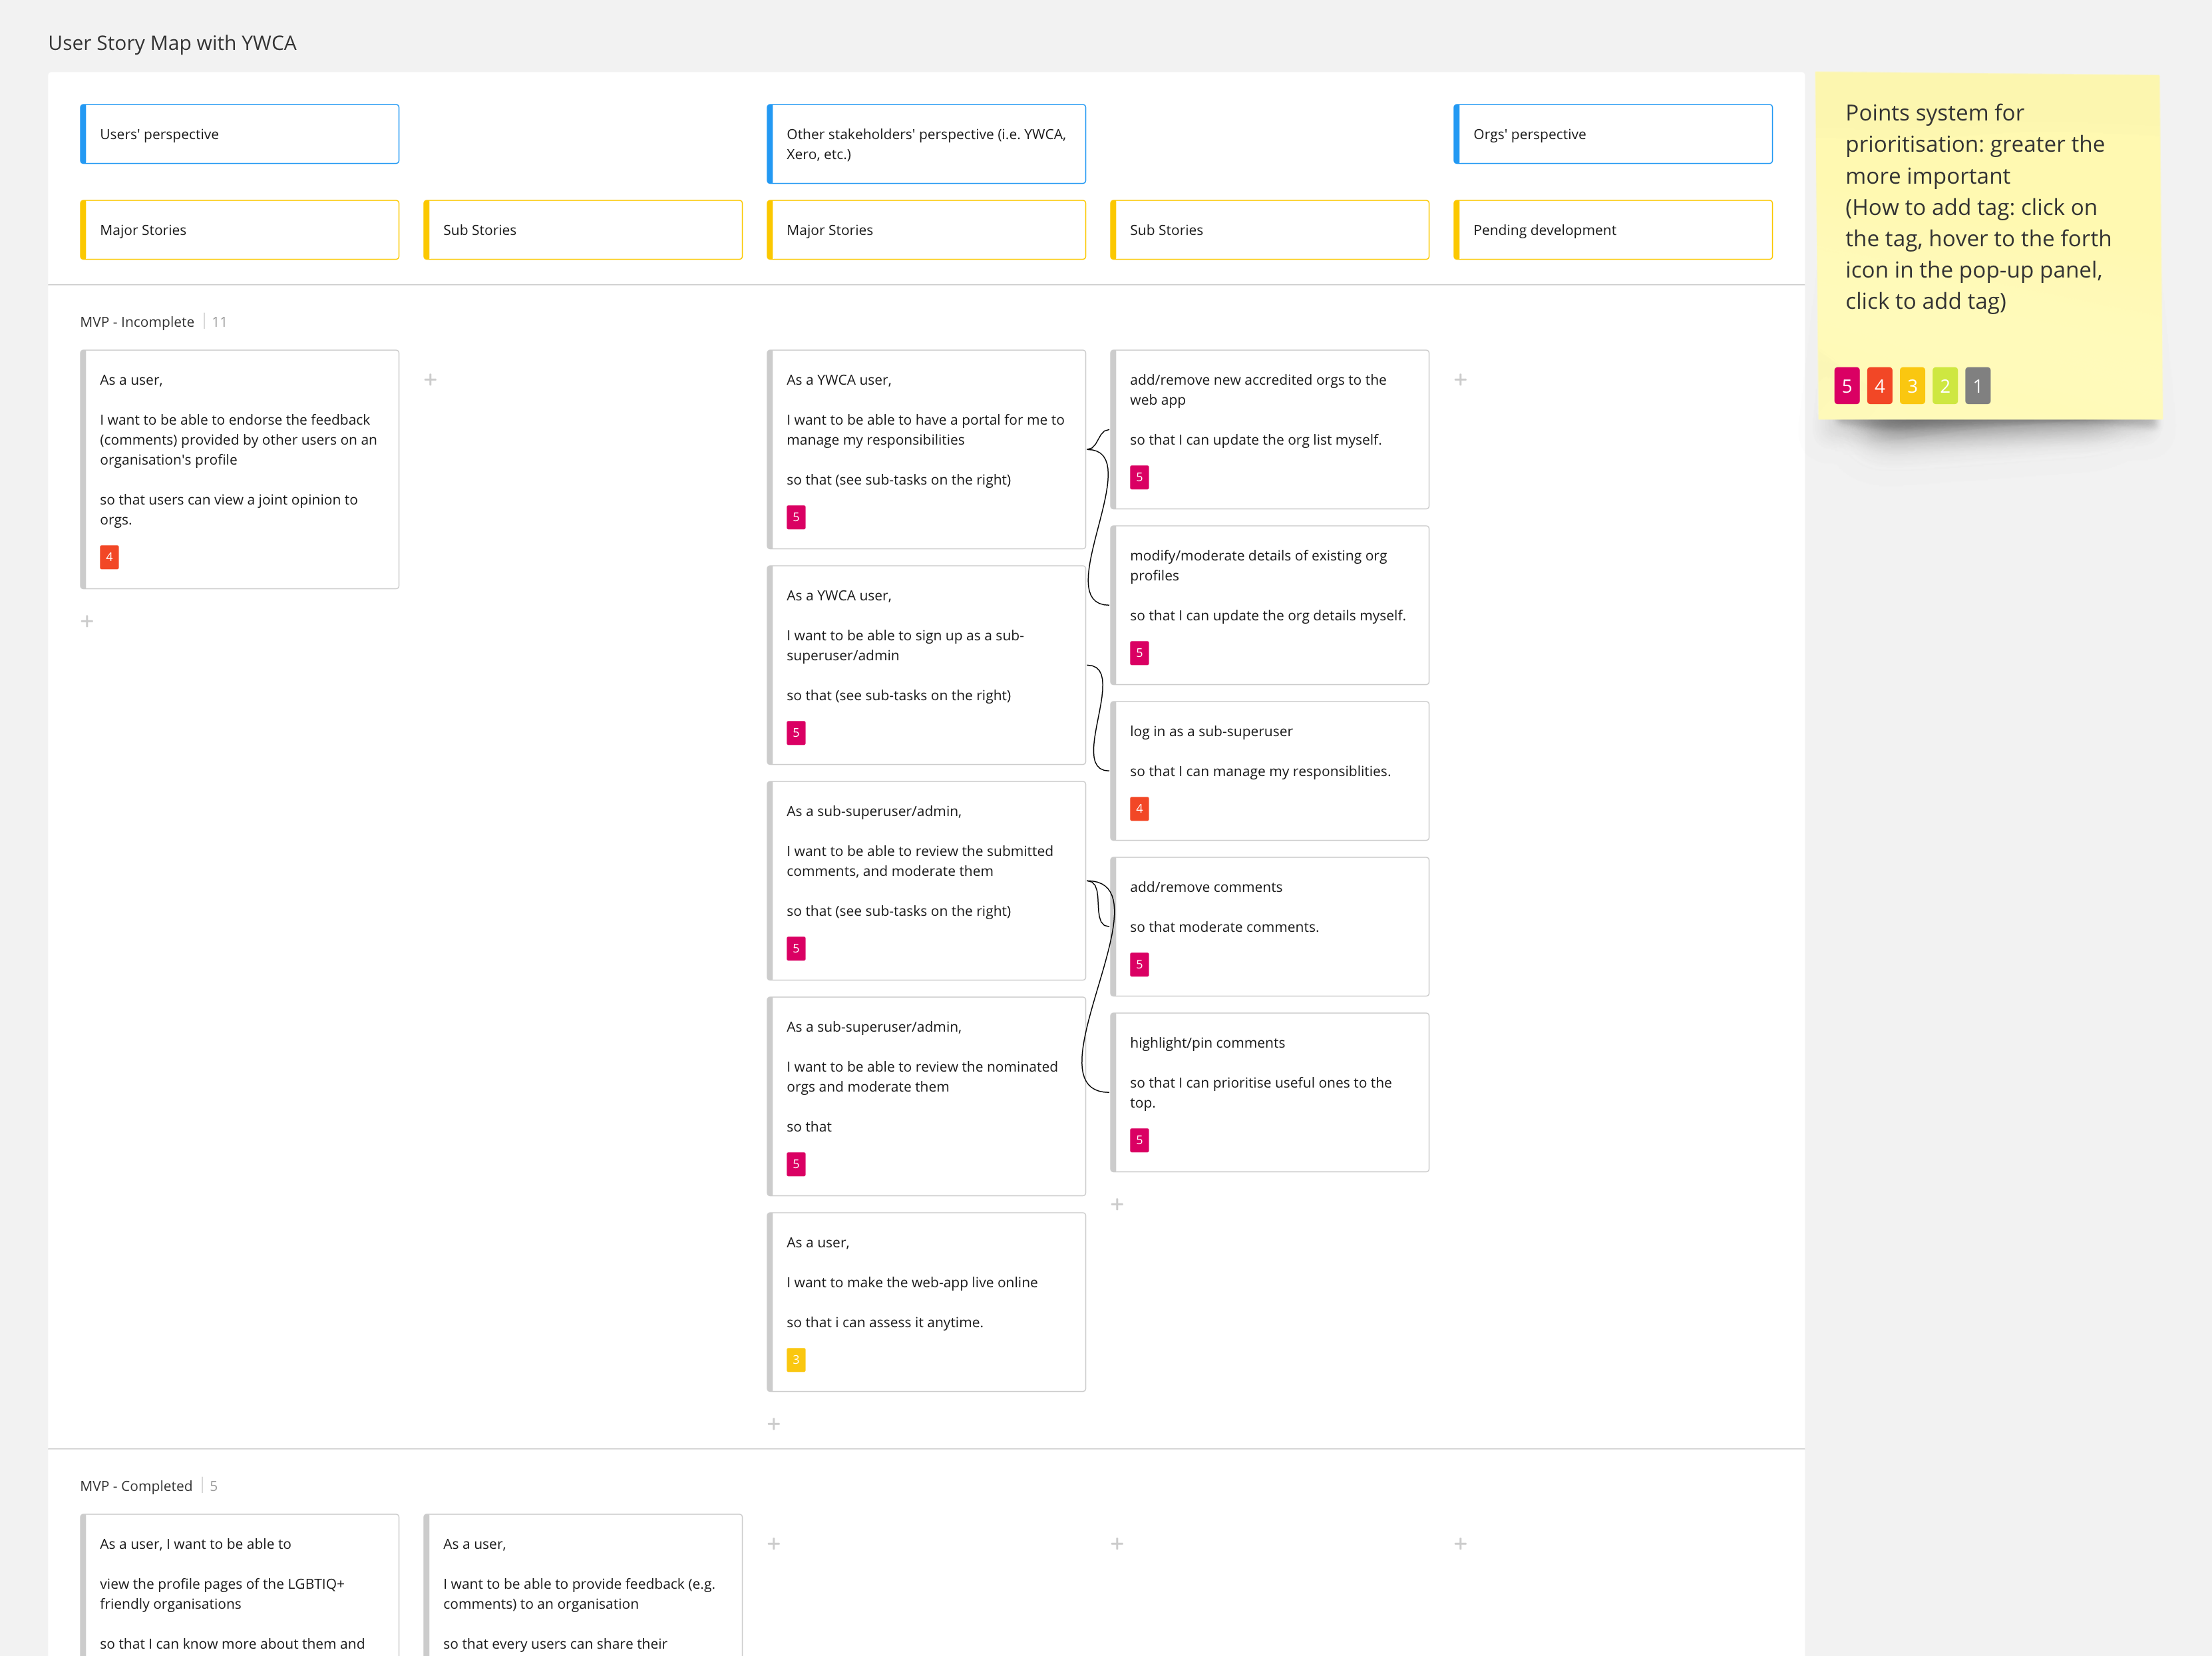 User Story Map with YWCA
Users' perspective
Other stakeholders' perspective (i.e. YWCA,
Xero, etc.)
Orgs' perspective
Major Stories
Sub Stories
Major Stories
Sub Stories
Pending development
Points system for
prioritisation: greater the
more important
(How to add tag: click on
the tag, hover to the forth
icon in the pop-up panel,
click to add tag)
5 4 3 2 1
MVP - Incomplete 11
As a user,
I want to be able to endorse the feedback
(comments) provided by other users on an
organisation's profile
so that users can view a joint opinion to
orgs.
4
As a YWCA user,
I want to be able to have a portal for me to
manage my responsibilities
so that (see sub-tasks on the right)
5
As a YWCA user,
I want to be able to sign up as a sub-
superuser/admin
so that (see sub-tasks on the right)
5
As a sub-superuser/admin,
I want to be able to review the submitted
comments, and moderate them
so that (see sub-tasks on the right)
5
As a sub-superuser/admin,
I want to be able to review the nominated
orgs and moderate them
so that
5
As a user,
I want to make the web-app live online
so that i can assess it anytime.
3
add/remove new accredited orgs to the
web app
so that I can update the org list myself.
5
modify/moderate details of existing org
profiles
so that I can update the org details myself.
5
log in as a sub-superuser
so that I can manage my responsiblities.
4
add/remove comments
so that moderate comments.
5
highlight/pin comments
so that I can prioritise useful ones to the
top.
5
MVP - Completed 5
As a user, I want to be able to
view the profile pages of the LGBTIQ+
friendly organisations
so that I can know more about them and
As a user,
I want to be able to provide feedback (e.g.
comments) to an organisation
so that every users can share their